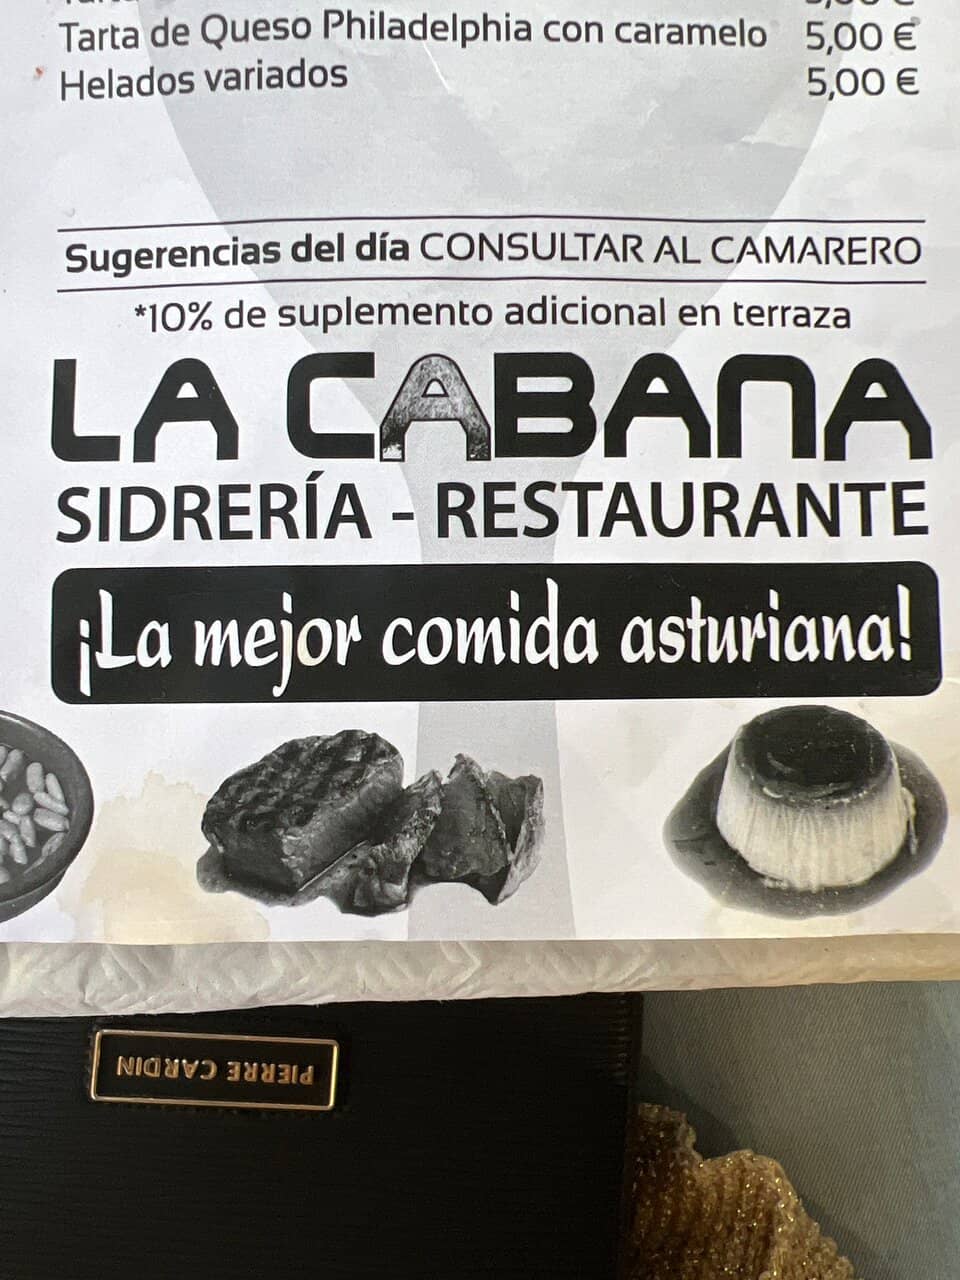 Tarta de Queso Philadelphia con caramelo 5,00 €
Helados variados 5,00 €
Sugerencias del día CONSULTAR AL CAMARERO
*10% de suplemento adicional en terraza
LA CABANA
SIDRERÍA - RESTAURANTE
¡La mejor comida asturiana!
PIERRE CARDIN